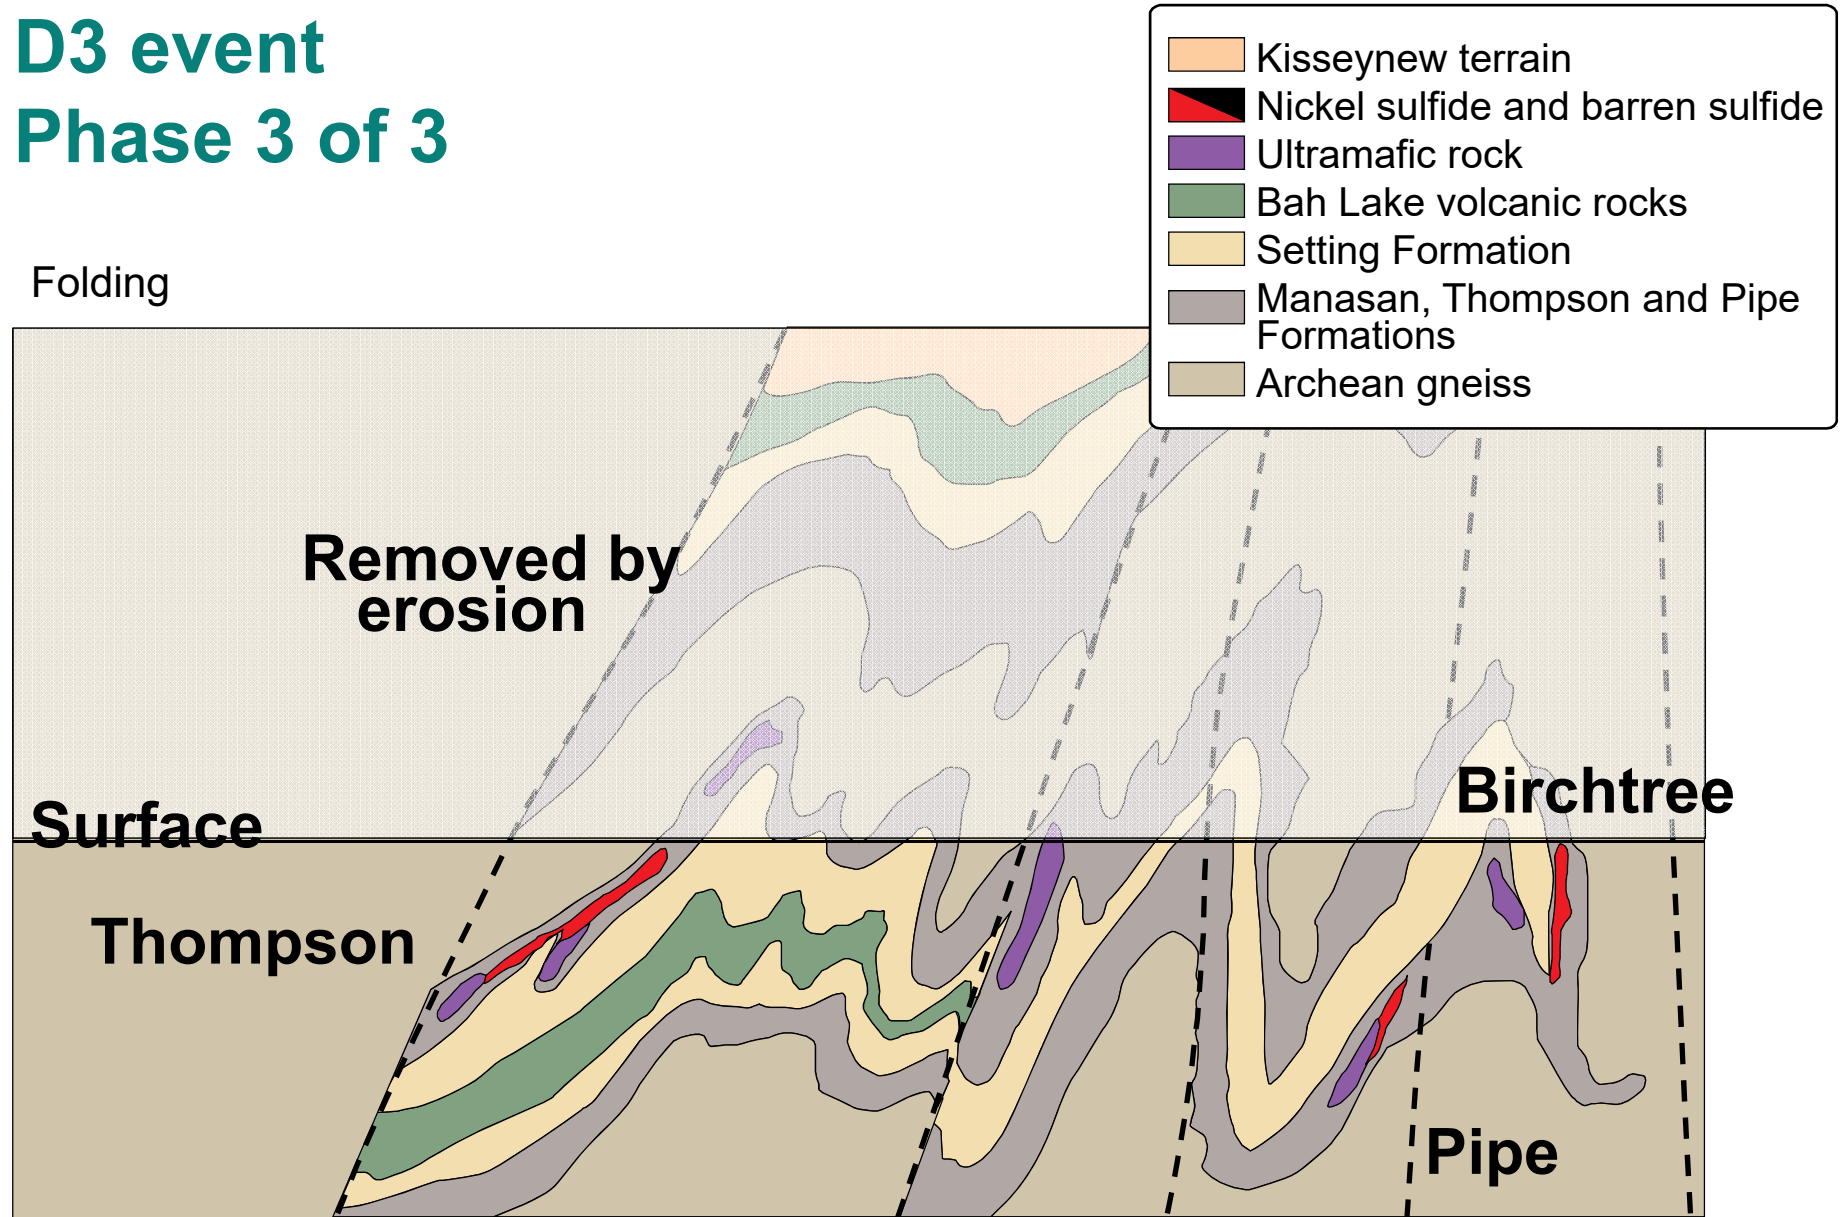 D3 event
Phase 3 of 3
Kisseynew terrain
Nickel sulfide and barren sulfide
Ultramafic rock
Bah Lake volcanic rocks
Setting Formation
Manasan, Thompson and Pipe
Formations
Archean gneiss
Folding
Removed by
erosion
Birchtree
Surface
Thompson
Pipe